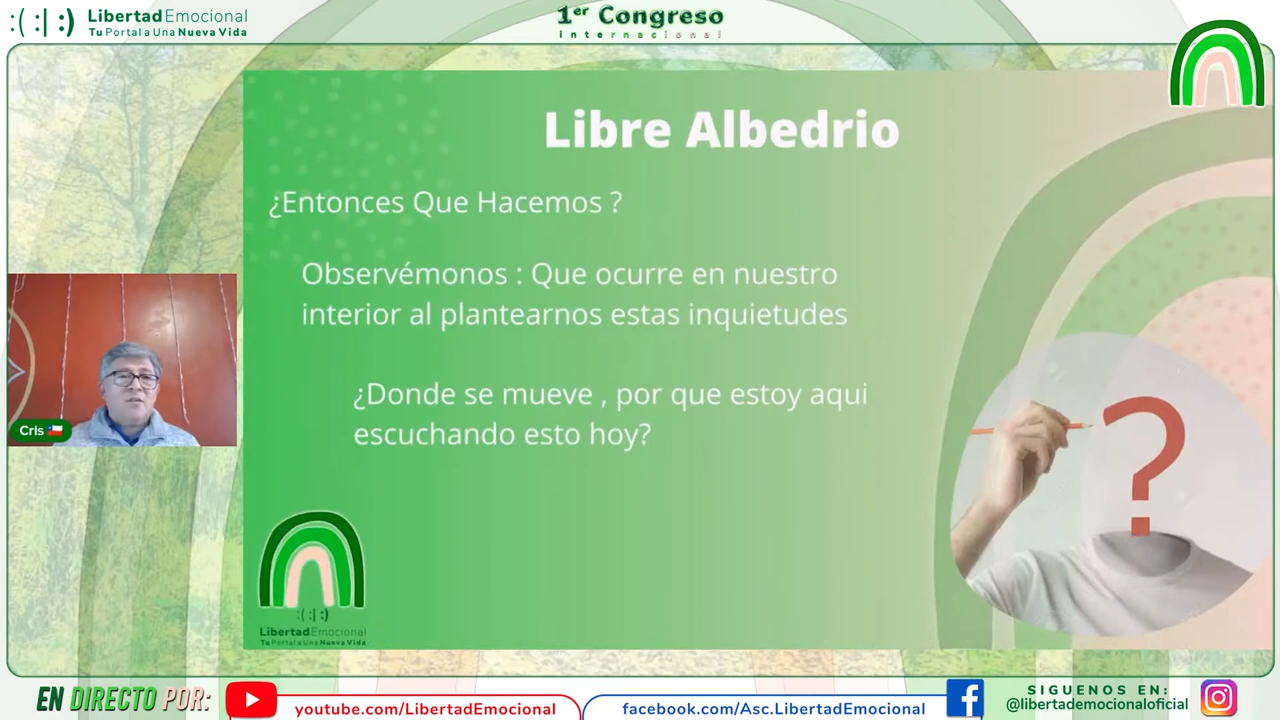 :( :| :) LibertadEmocional
Tu Portal a Una Nueva Vida
1er Congreso
internacional
Libre Albedrio
¿Entonces Que Hacemos ?
Observémonos : Que ocurre en nuestro
interior al plantearnos estas inquietudes
¿Donde se mueve , por que estoy aqui
escuchando esto hoy?
?
Cris
:( :| :)
LibertadEmocional
Tu Portal a Una Nueva Vida
EN DIRECTO POR:
youtube.com/LibertadEmocional
facebook.com/Asc.LibertadEmocional
SIGUENOS EN:
@libertademocionaloficial